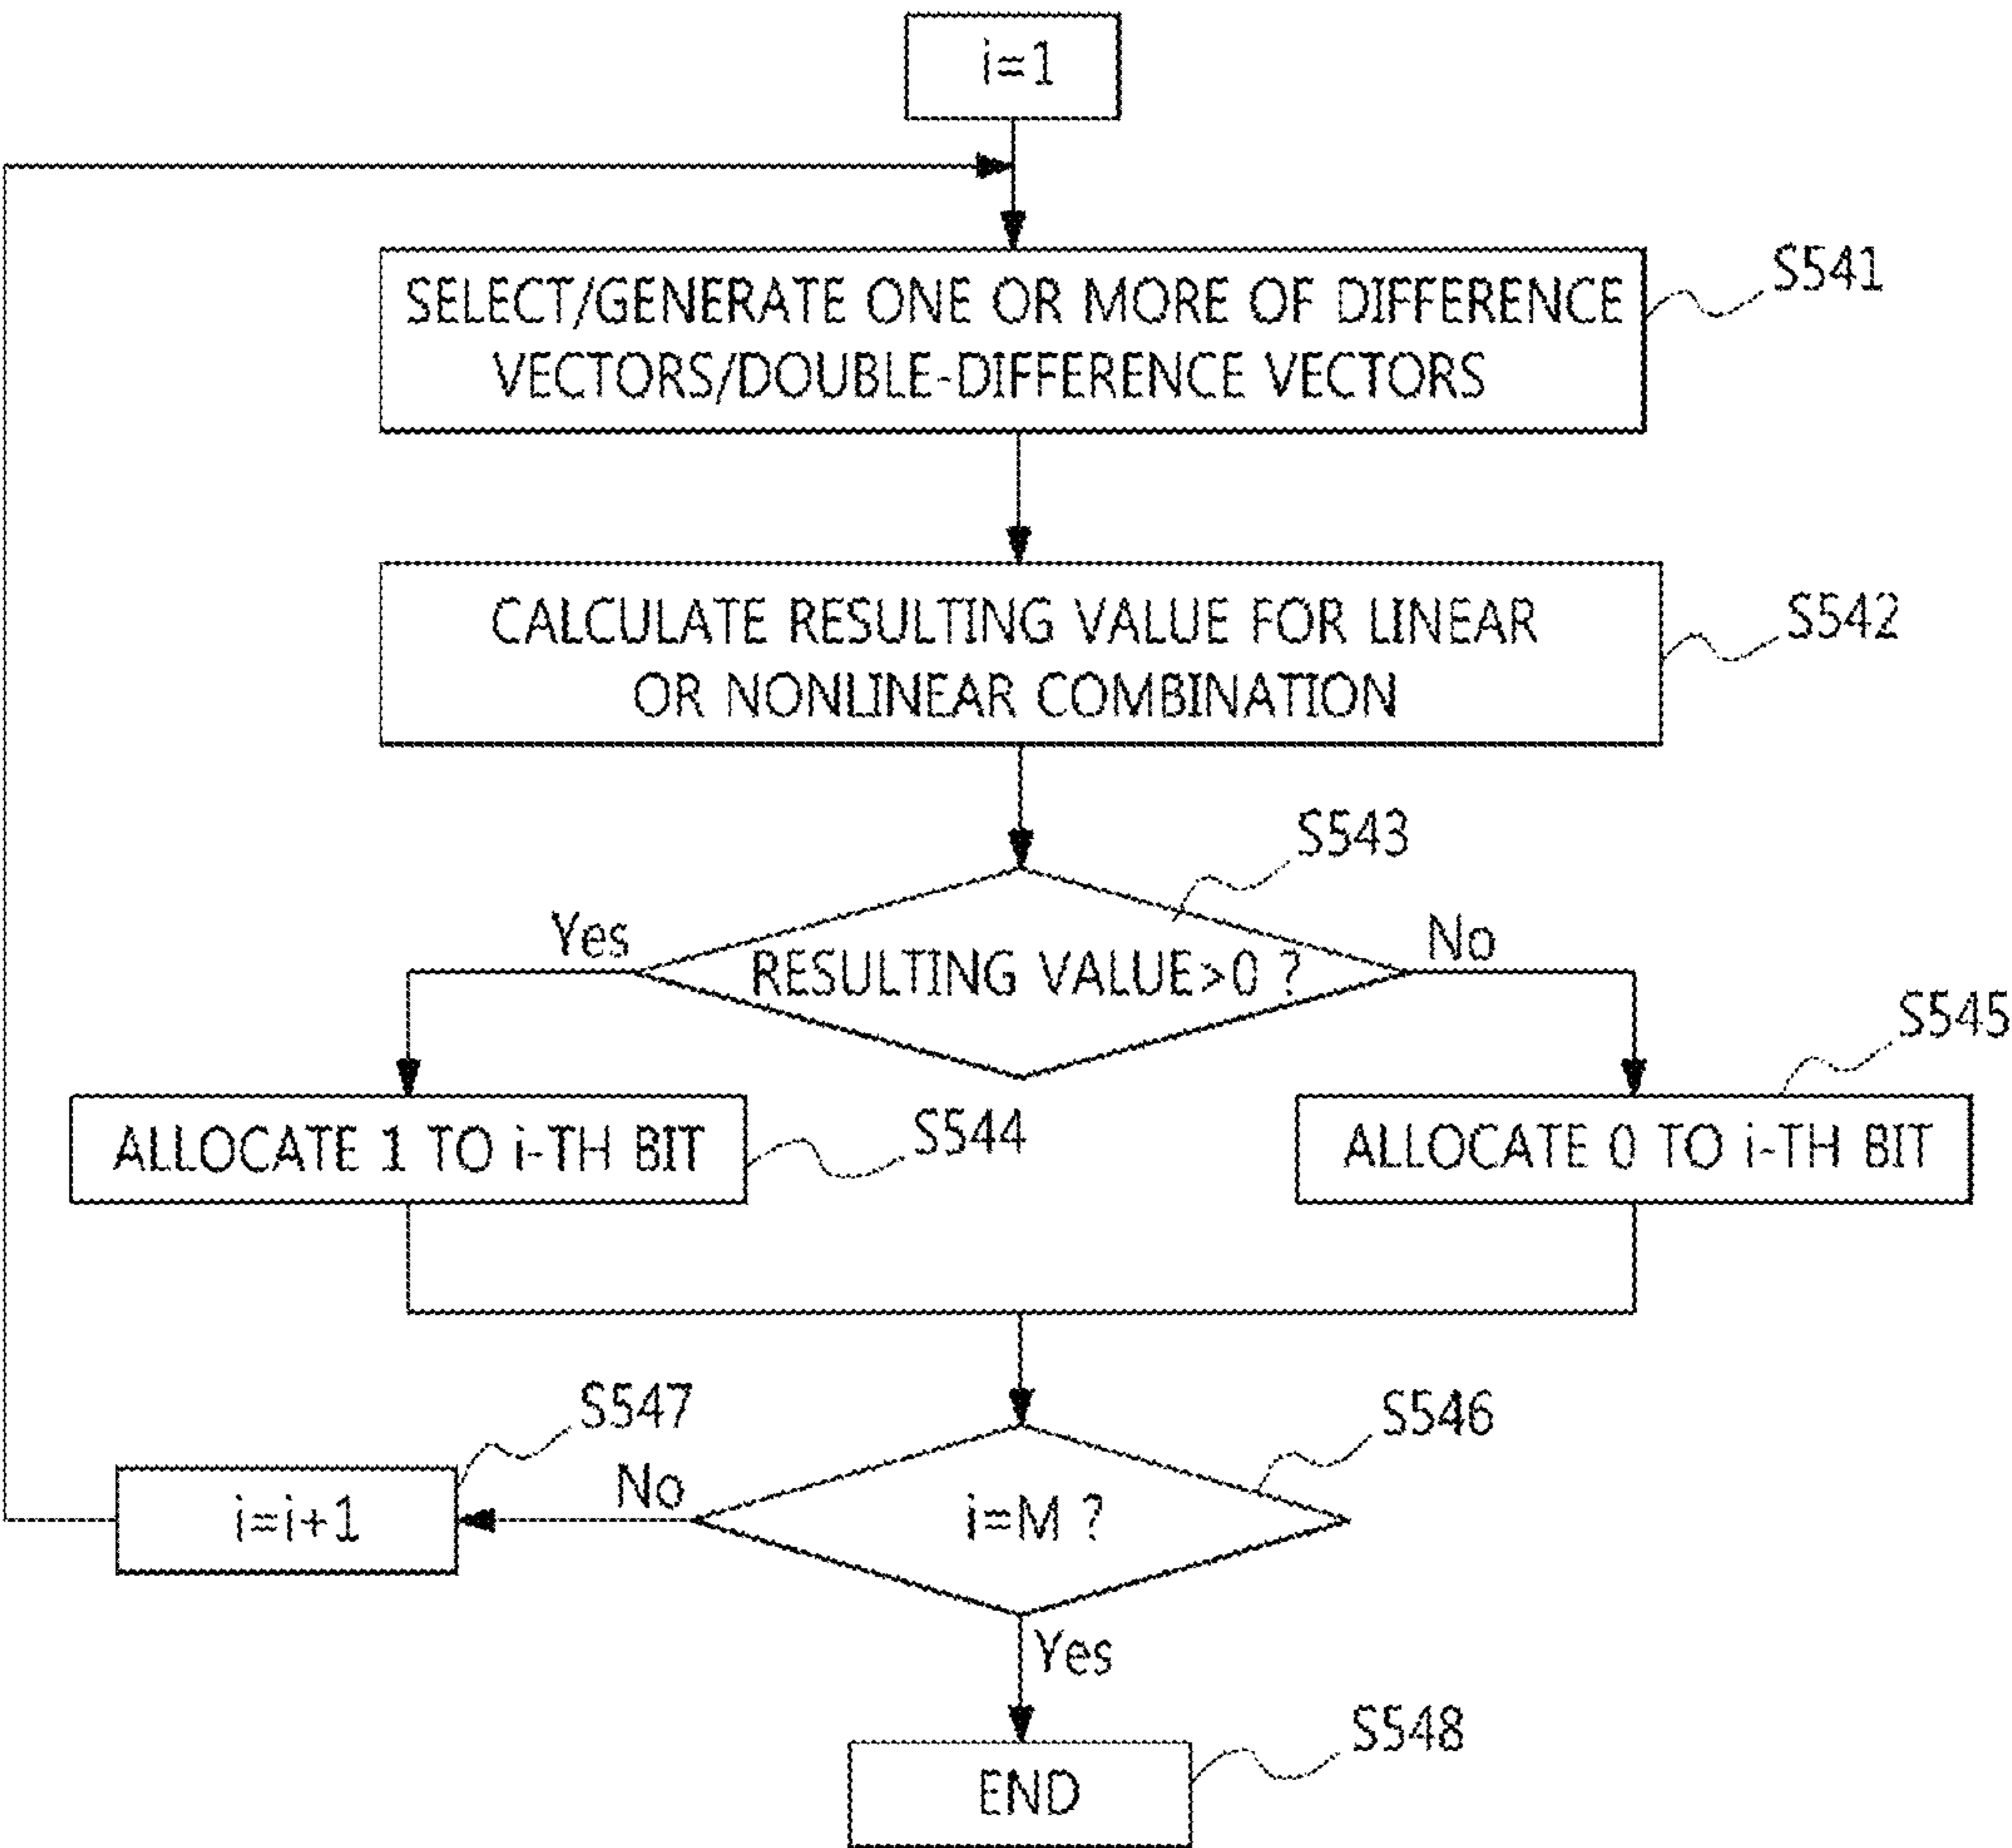 i=1
SELECT/GENERATE ONE OR MORE OF DIFFERENCE
VECTORS/DOUBLE-DIFFERENCE VECTORS
S541
CALCULATE RESULTING VALUE FOR LINEAR
OR NONLINEAR COMBINATION
S542
S543
Yes
RESULTING VALUE>0 ?
No
S545
ALLOCATE 1 TO i-TH BIT
S544
ALLOCATE 0 TO i-TH BIT
S547
S546
i=i+1
No
i=M ?
Yes
S548
END